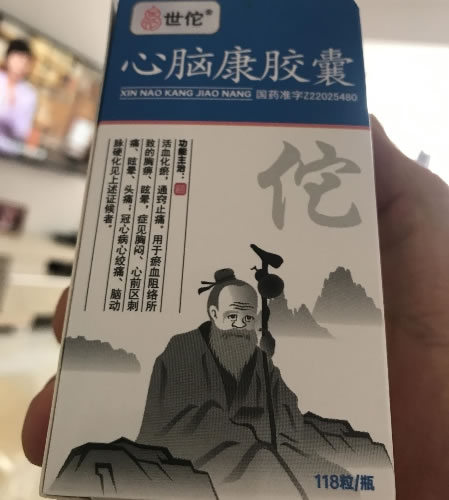 世佗®
心脑康胶囊
XIN NAO KANG JIAO NANG 国药准字Z22025480
功能主治:
活血化瘀，通窍止痛。用于瘀血阻络所
致的胸痹、眩晕，症见胸闷、心前区刺
痛、眩晕、头痛；冠心病心绞痛、脑动
脉硬化见上述证候者。
佗
118粒/瓶